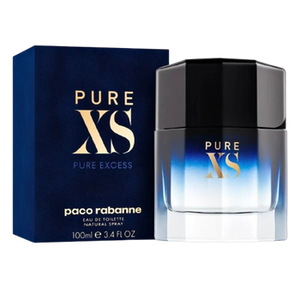 PURE
XS
PURE EXCESS
paco rabanne
EAU DE TOILETTE
NATURAL SPRAY
100ml e 3.4 FL OZ
PURE
XS